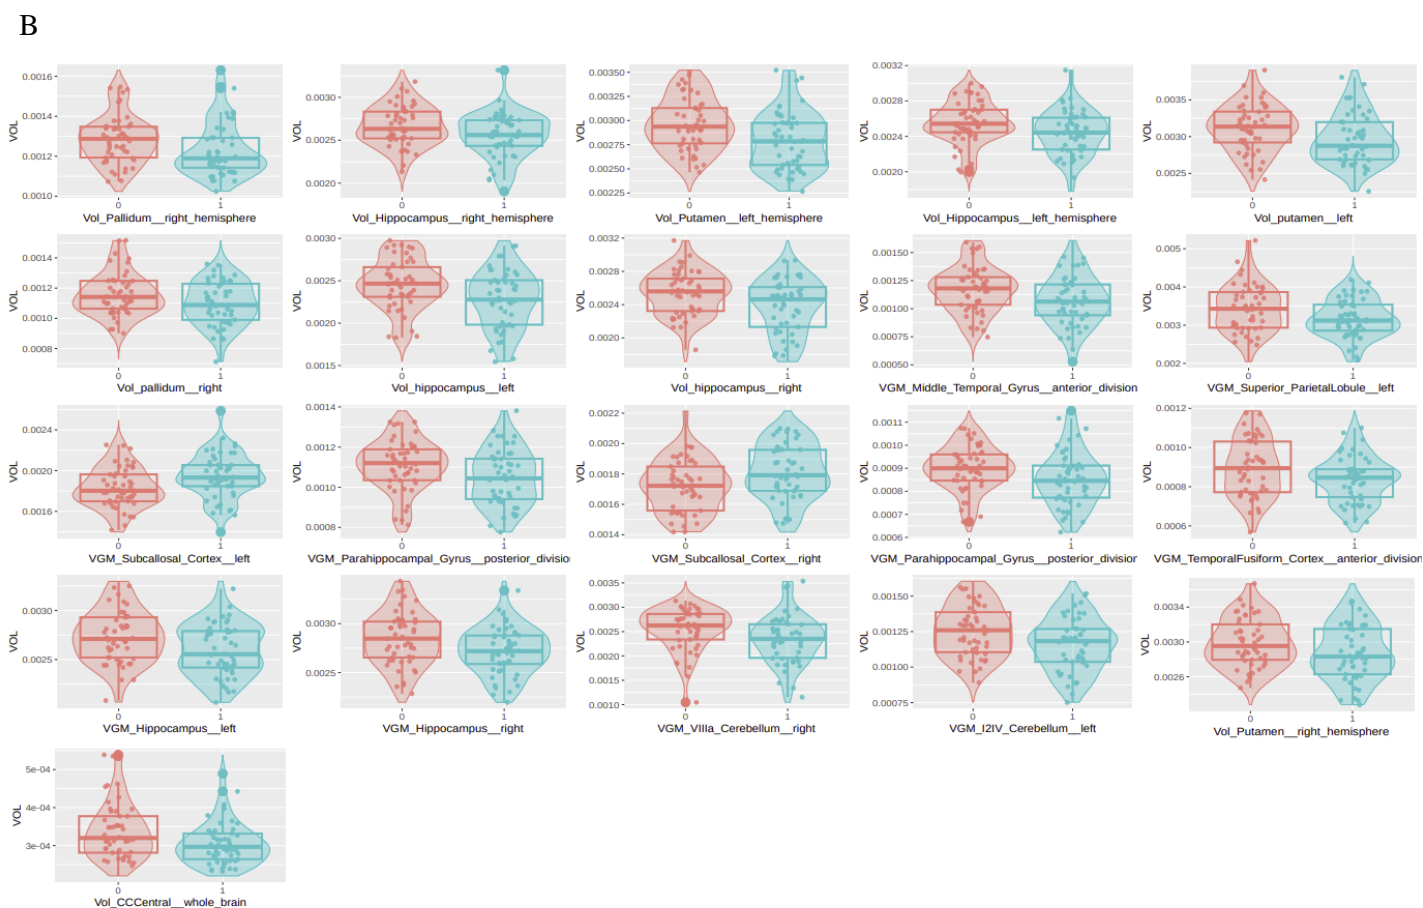 B
0.0016
0.0014
0.0012
0.0010
VOL
0 1
Vol_Pallidum__right_hemisphere
0.0030
0.0025
0.0020
VOL
0 1
Vol_Hippocampus__right_hemisphere
0.00350
0.00325
0.00300
0.00275
0.00250
0.00225
VOL
0 1
Vol_Putamen__left_hemisphere
0.0032
0.0028
0.0024
0.0020
VOL
0 1
Vol_Hippocampus__left_hemisphere
0.0035
0.0030
0.0025
VOL
0 1
Vol_putamen__left
0.0014
0.0012
0.0010
0.0008
VOL
0 1
Vol_pallidum__right
0.0030
0.0025
0.0020
0.0015
VOL
0 1
Vol_hippocampus__left
0.0032
0.0028
0.0024
0.0020
VOL
0 1
Vol_hippocampus__right
0.00150
0.00125
0.00100
0.00075
0.00050
VOL
0 1
VGM_Middle_Temporal_Gyrus__anterior_division
0.005
0.004
0.003
0.002
VOL
0 1
VGM_Superior_ParietalLobule__left
0.0024
0.0020
0.0016
VOL
0 1
VGM_Subcallosal_Cortex__left
0.0014
0.0012
0.0010
0.0008
VOL
0 1
VGM_Parahippocampal_Gyrus__posterior_division
0.0022
0.0020
0.0018
0.0016
0.0014
VOL
0 1
VGM_Subcallosal_Cortex__right
0.0011
0.0010
0.0009
0.0008
0.0007
0.0006
VOL
0 1
VGM_Parahippocampal_Gyrus__posterior_division
0.0012
0.0010
0.0008
0.0006
VOL
0 1
VGM_TemporalFusiform_Cortex__anterior_division
0.0030
0.0025
VOL
0 1
VGM_Hippocampus__left
0.0030
0.0025
VOL
0 1
VGM_Hippocampus__right
0.0035
0.0030
0.0025
0.0020
0.0015
0.0010
VOL
0 1
VGM_VIIIa_Cerebellum__right
0.00150
0.00125
0.00100
0.00075
VOL
0 1
VGM_I2IV_Cerebellum__left
0.0034
0.0030
0.0026
VOL
0 1
Vol_Putamen__right_hemisphere
5e-04
4e-04
3e-04
VOL
0 1
Vol_CCCentral__whole_brain